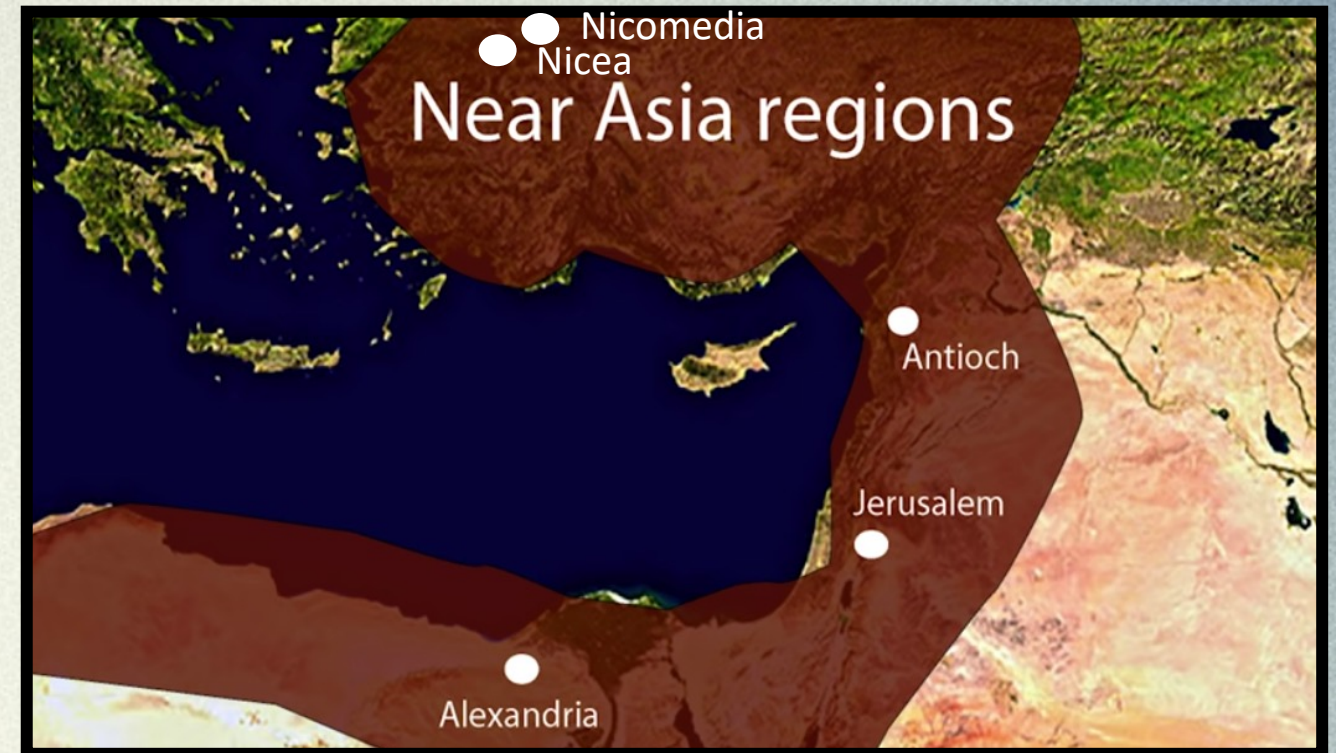 Nicomedia
Nicea
Near Asia regions
Antioch
Jerusalem
Alexandria